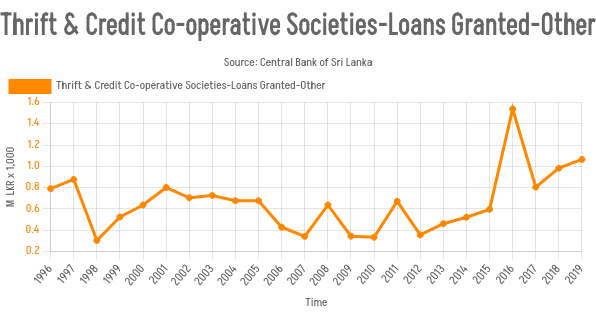 Thrift & Credit Co-operative Societies-Loans Granted-Other
Source: Central Bank of Sri Lanka
Thrift & Credit Co-operative Societies-Loans Granted-Other
M LKR x 1,000
1.6
1.4
1.2
1.0
0.8
0.6
0.4
0.2
1996 1997 1998 1999 2000 2001 2002 2003 2004 2005 2006 2007 2008 2009 2010 2011 2012 2013 2014 2015 2016 2017 2018 2019
Time